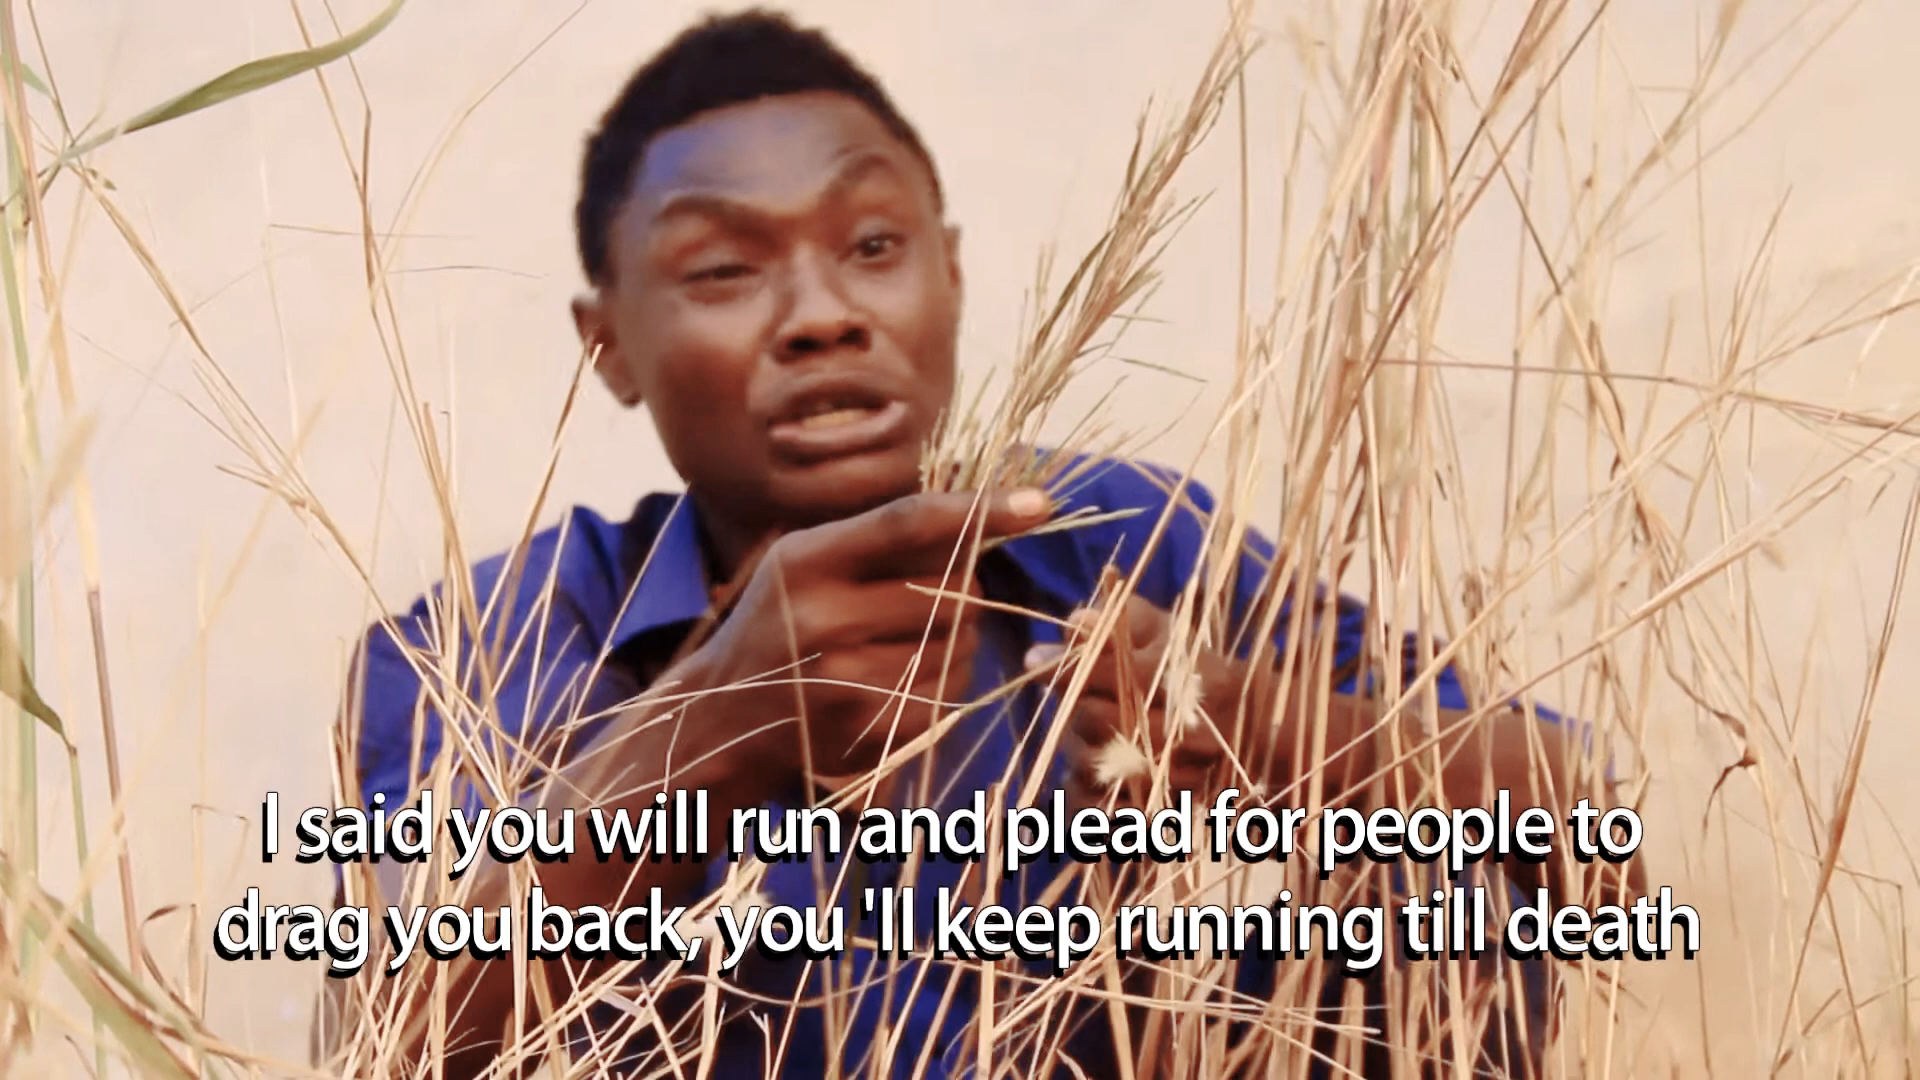 I said you will run and plead for people to
drag you back, you 'll keep running till death